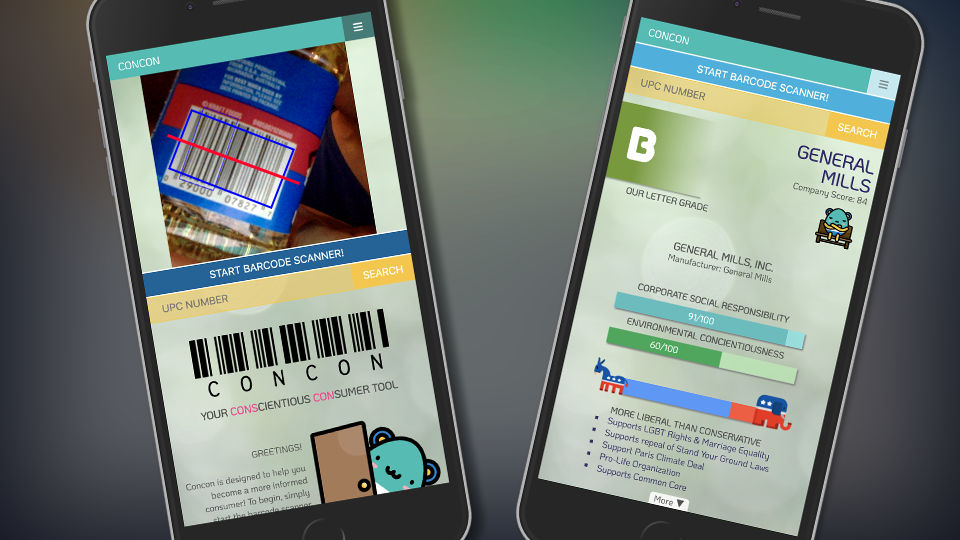 CONCON
© KRAFT FOODS
29000 07827
START BARCODE SCANNER!
UPC NUMBER
SEARCH
CONCON
YOUR CONSCIENTIOUS CONSUMER TOOL
GREETINGS!
Concon is designed to help you
become a more informed
consumer! To begin, simply
start the barcode scanner
CONCON
START BARCODE SCANNER!
UPC NUMBER
SEARCH
B
OUR LETTER GRADE
GENERAL
MILLS
Company Score: 84
GENERAL MILLS, INC.
Manufacturer: General Mills
CORPORATE SOCIAL RESPONSIBILITY
91/100
ENVIRONMENTAL CONCIENTIOUSNESS
60/100
MORE LIBERAL THAN CONSERVATIVE
Supports LGBT Rights & Marriage Equality
Supports repeal of Stand Your Ground Laws
Support Paris Climate Deal
Pro-Life Organization
Supports Common Core
More ▼